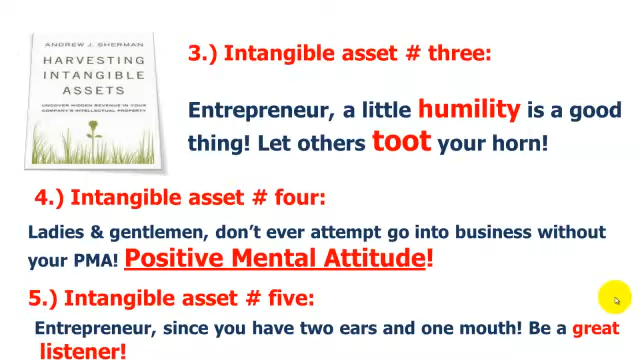 ANDREW J. SHERMAN
HARVESTING
INTANGIBLE
ASSETS
UNCOVER HIDDEN REVENUE IN YOUR
COMPANY'S INTELLECTUAL PROPERTY
3.) Intangible asset # three:
Entrepreneur, a little humility is a good
thing! Let others toot your horn!
4.) Intangible asset # four:
Ladies & gentlemen, don't ever attempt go into business without
your PMA! Positive Mental Attitude!
5.) Intangible asset # five:
Entrepreneur, since you have two ears and one mouth! Be a great
listener!